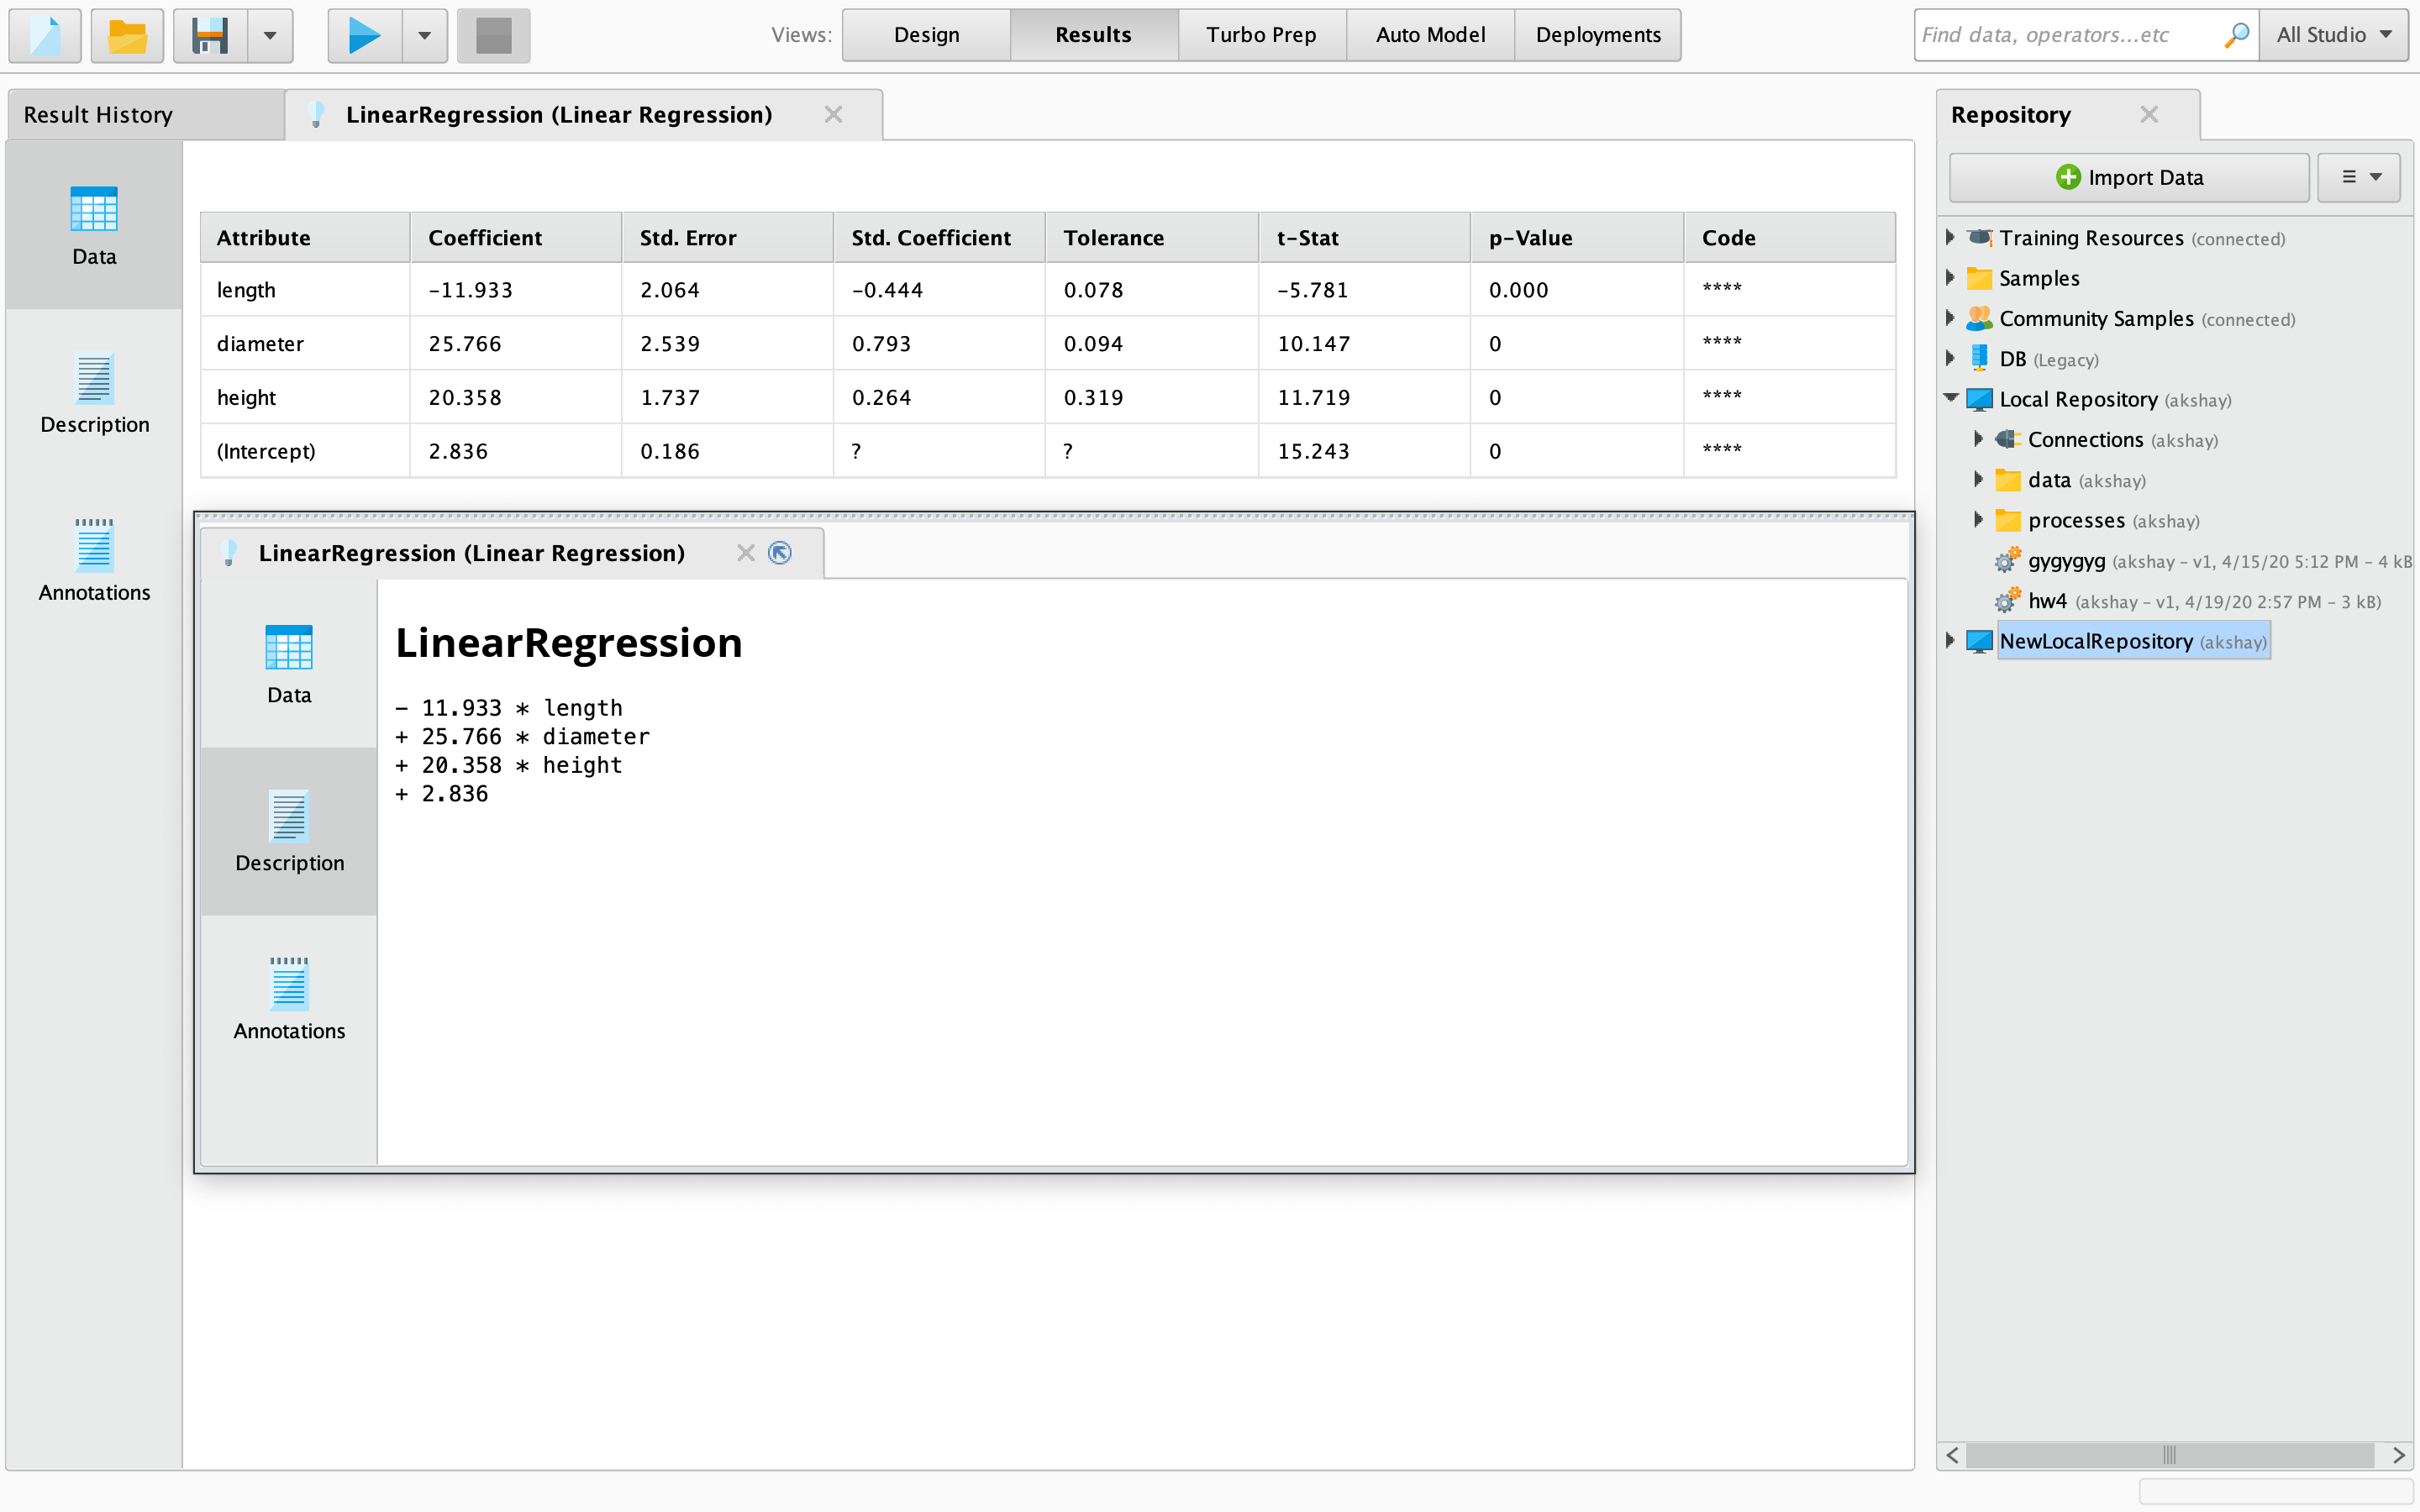 Views: Design Results Turbo Prep Auto Model Deployments Find data, operators...etc All Studio
Result History LinearRegression (Linear Regression)
Data
Description
Annotations
Attribute Coefficient Std. Error Std. Coefficient Tolerance t-Stat p-Value Code
length -11.933 2.064 -0.444 0.078 -5.781 0.000 ****
diameter 25.766 2.539 0.793 0.094 10.147 0 ****
height 20.358 1.737 0.264 0.319 11.719 0 ****
(Intercept) 2.836 0.186 ? ? 15.243 0 ****
LinearRegression (Linear Regression)
Data
Description
Annotations
LinearRegression
- 11.933 * length
+ 25.766 * diameter
+ 20.358 * height
+ 2.836
Repository
Import Data
Training Resources (connected)
Samples
Community Samples (connected)
DB (Legacy)
Local Repository (akshay)
Connections (akshay)
data (akshay)
processes (akshay)
gygygyg (akshay - v1, 4/15/20 5:12 PM - 4 kB
hw4 (akshay - v1, 4/19/20 2:57 PM - 3 kB)
NewLocalRepository (akshay)